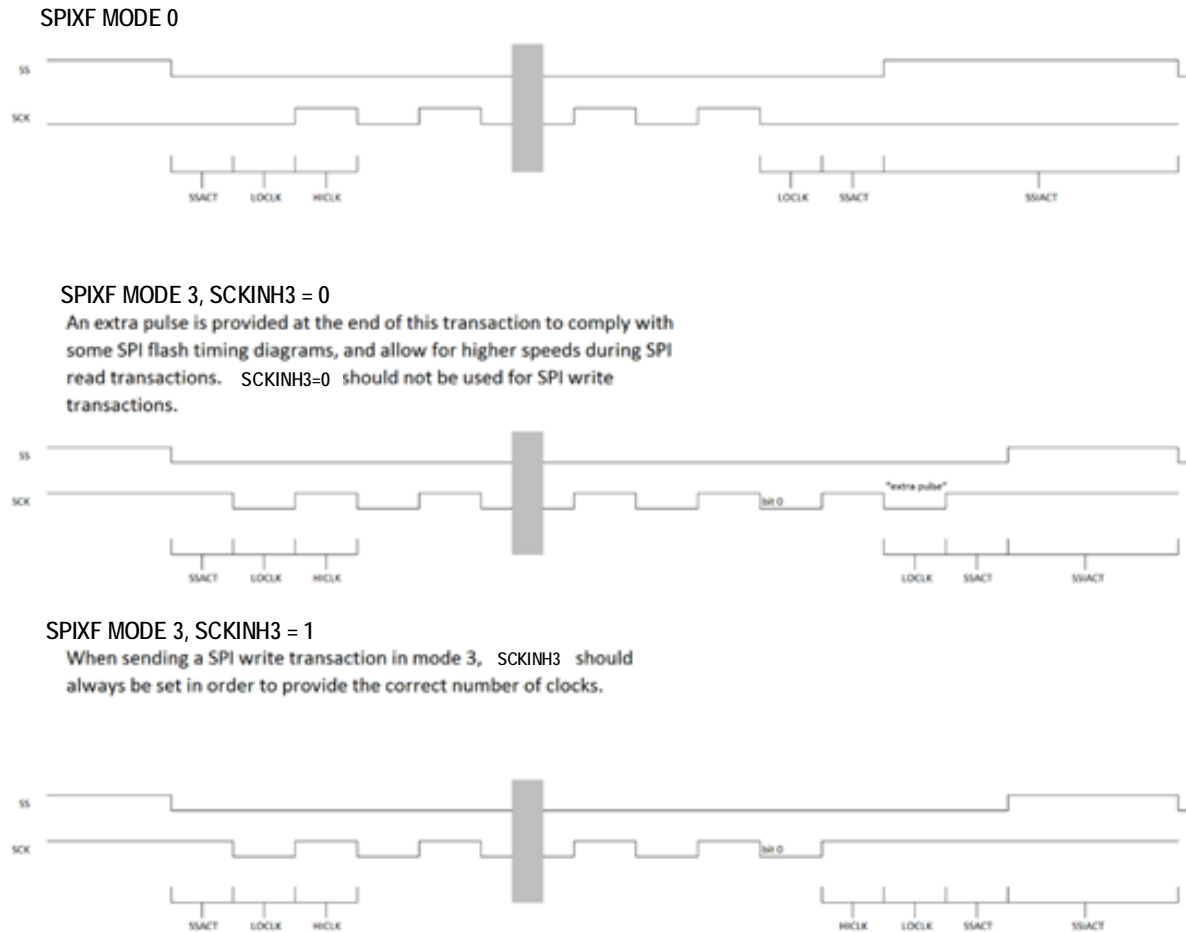 SPIXF MODE 0
SS
SCK
SSACT LOCLK HICLK LOCLK SSACT SSIACT
SPIXF MODE 3, SCKINH3 = 0
An extra pulse is provided at the end of this transaction to comply with
some SPI flash timing diagrams, and allow for higher speeds during SPI
read transactions. SCKINH3=0 should not be used for SPI write
transactions.
SS
"extra pulse"
SCK bit 0
SSACT LOCLK HICLK LOCLK SSACT SSIACT
SPIXF MODE 3, SCKINH3 = 1
When sending a SPI write transaction in mode 3, SCKINH3 should
always be set in order to provide the correct number of clocks.
SS
SCK bit 0
SSACT LOCLK HICLK HICLK LOCLK SSACT SSIACT